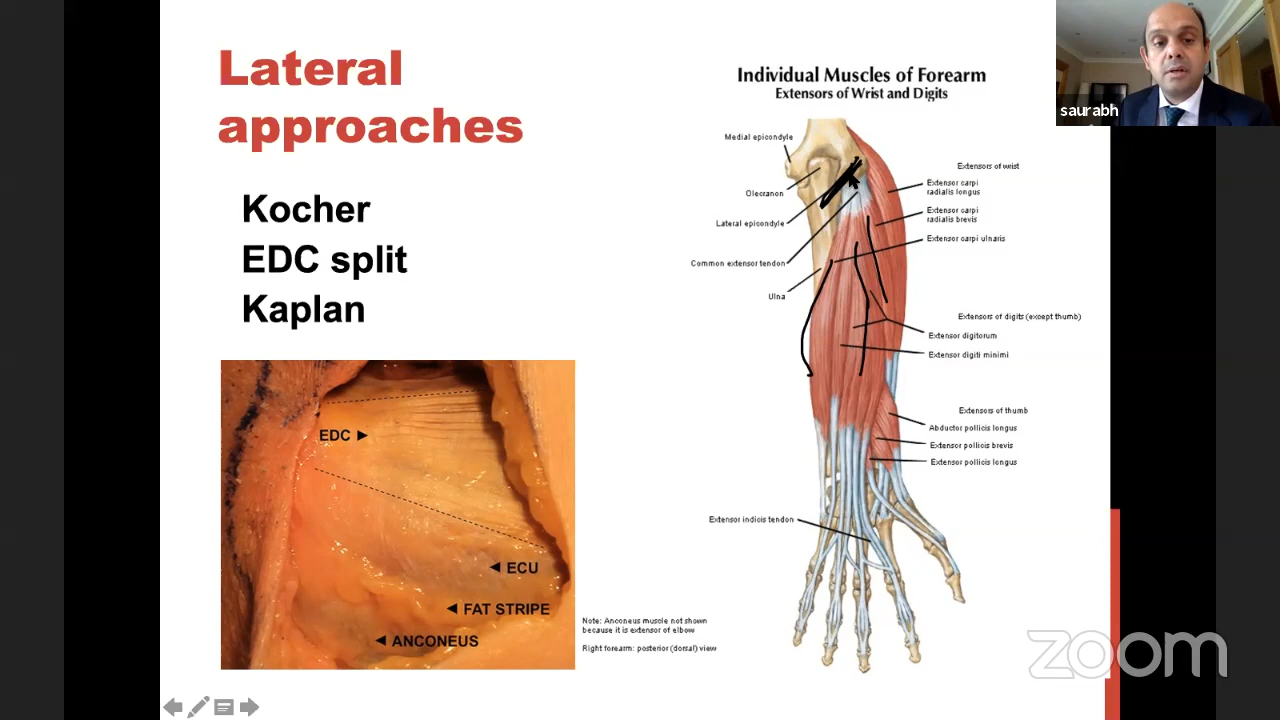 Lateral
approaches
Kocher
EDC split
Kaplan
EDC
ECU
FAT STRIPE
ANCONEUS
Individual Muscles of Forearm
Extensors of Wrist and Digits
Medial epicondyle
Olecranon
Lateral epicondyle
Common extensor tendon
Ulna
Extensor indicis tendon
Extensors of wrist
Extensor carpi
radialis longus
Extensor carpi
radialis brevis
Extensor carpi ulnaris
Extensors of digits (except thumb)
Extensor digitorum
Extensor digiti minimi
Extensors of thumb
Abductor pollicis longus
Extensor pollicis brevis
Extensor pollicis longus
Note: Anconeus muscle not shown
because it is extensor of elbow
Right forearm: posterior (dorsal) view
saurabh
zoom